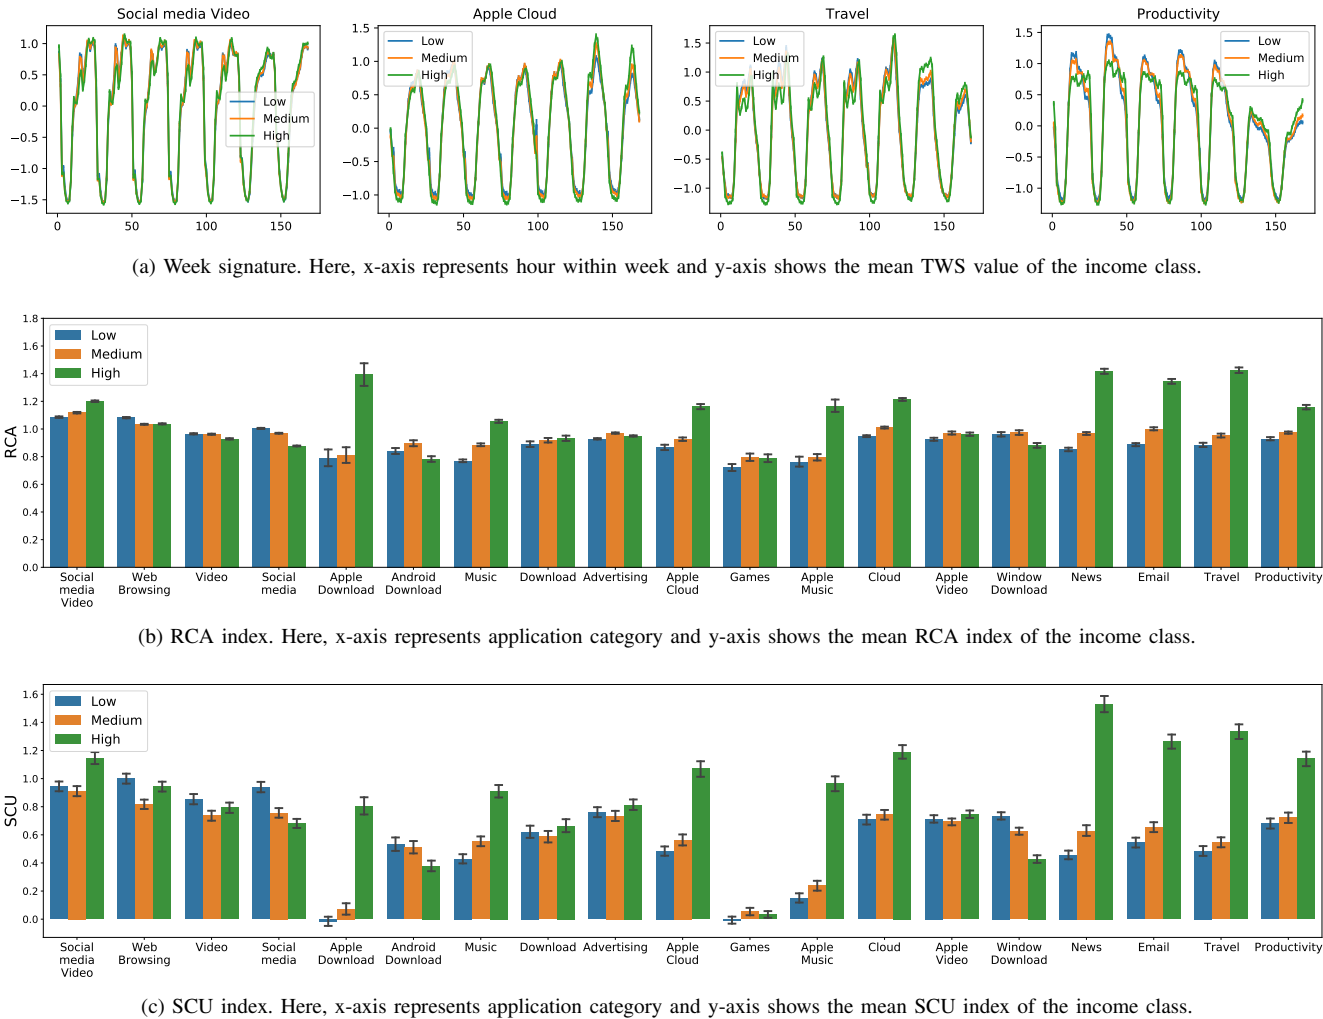 Social media Video
Apple Cloud
Travel
Productivity
1.0
0.5
0.0
−0.5
−1.0
−1.5
0
50
100
150
Low
Medium
High
1.5
1.0
0.5
0.0
−0.5
−1.0
0
50
100
150
Low
Medium
High
1.5
1.0
0.5
0.0
−0.5
−1.0
0
50
100
150
Low
Medium
High
1.5
1.0
0.5
0.0
−0.5
−1.0
0
50
100
150
Low
Medium
High
(a) Week signature. Here, x-axis represents hour within week and y-axis shows the mean TWS value of the income class.
RCA
1.8
1.6
1.4
1.2
1.0
0.8
0.6
0.4
0.2
0.0
Low
Medium
High
Social
media
Video
Web
Browsing
Video
Social
media
Apple
Download
Android
Download
Music
Download
Advertising
Apple
Cloud
Games
Apple
Music
Cloud
Apple
Video
Window
Download
News
Email
Travel
Productivity
(b) RCA index. Here, x-axis represents application category and y-axis shows the mean RCA index of the income class.
SCU
1.6
1.4
1.2
1.0
0.8
0.6
0.4
0.2
0.0
Low
Medium
High
Social
media
Video
Web
Browsing
Video
Social
media
Apple
Download
Android
Download
Music
Download
Advertising
Apple
Cloud
Games
Apple
Music
Cloud
Apple
Video
Window
Download
News
Email
Travel
Productivity
(c) SCU index. Here, x-axis represents application category and y-axis shows the mean SCU index of the income class.